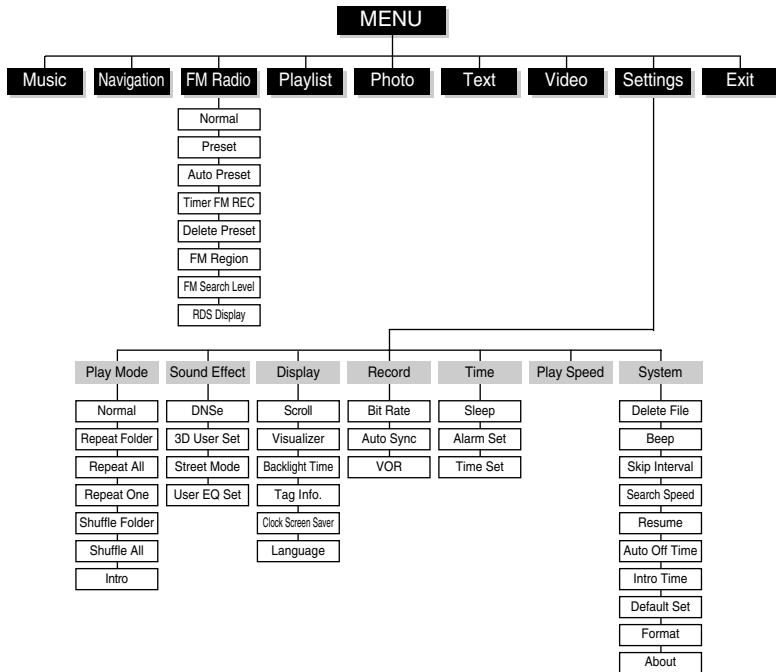 MENU
Music Navigation FM Radio Playlist Photo Text Video Settings Exit
Normal
Preset
Auto Preset
Timer FM REC
Delete Preset
FM Region
FM Search Level
RDS Display
Play Mode Sound Effect Display Record Time Play Speed System
Normal DNSe Scroll Bit Rate Sleep Delete File
Repeat Folder 3D User Set Visualizer Auto Sync Alarm Set Beep
Repeat All Street Mode Backlight Time VOR Time Set Skip Interval
Repeat One User EQ Set Tag Info. Search Speed
Shuffle Folder Clock Screen Saver Resume
Shuffle All Language Auto Off Time
Intro Intro Time
Default Set
Format
About